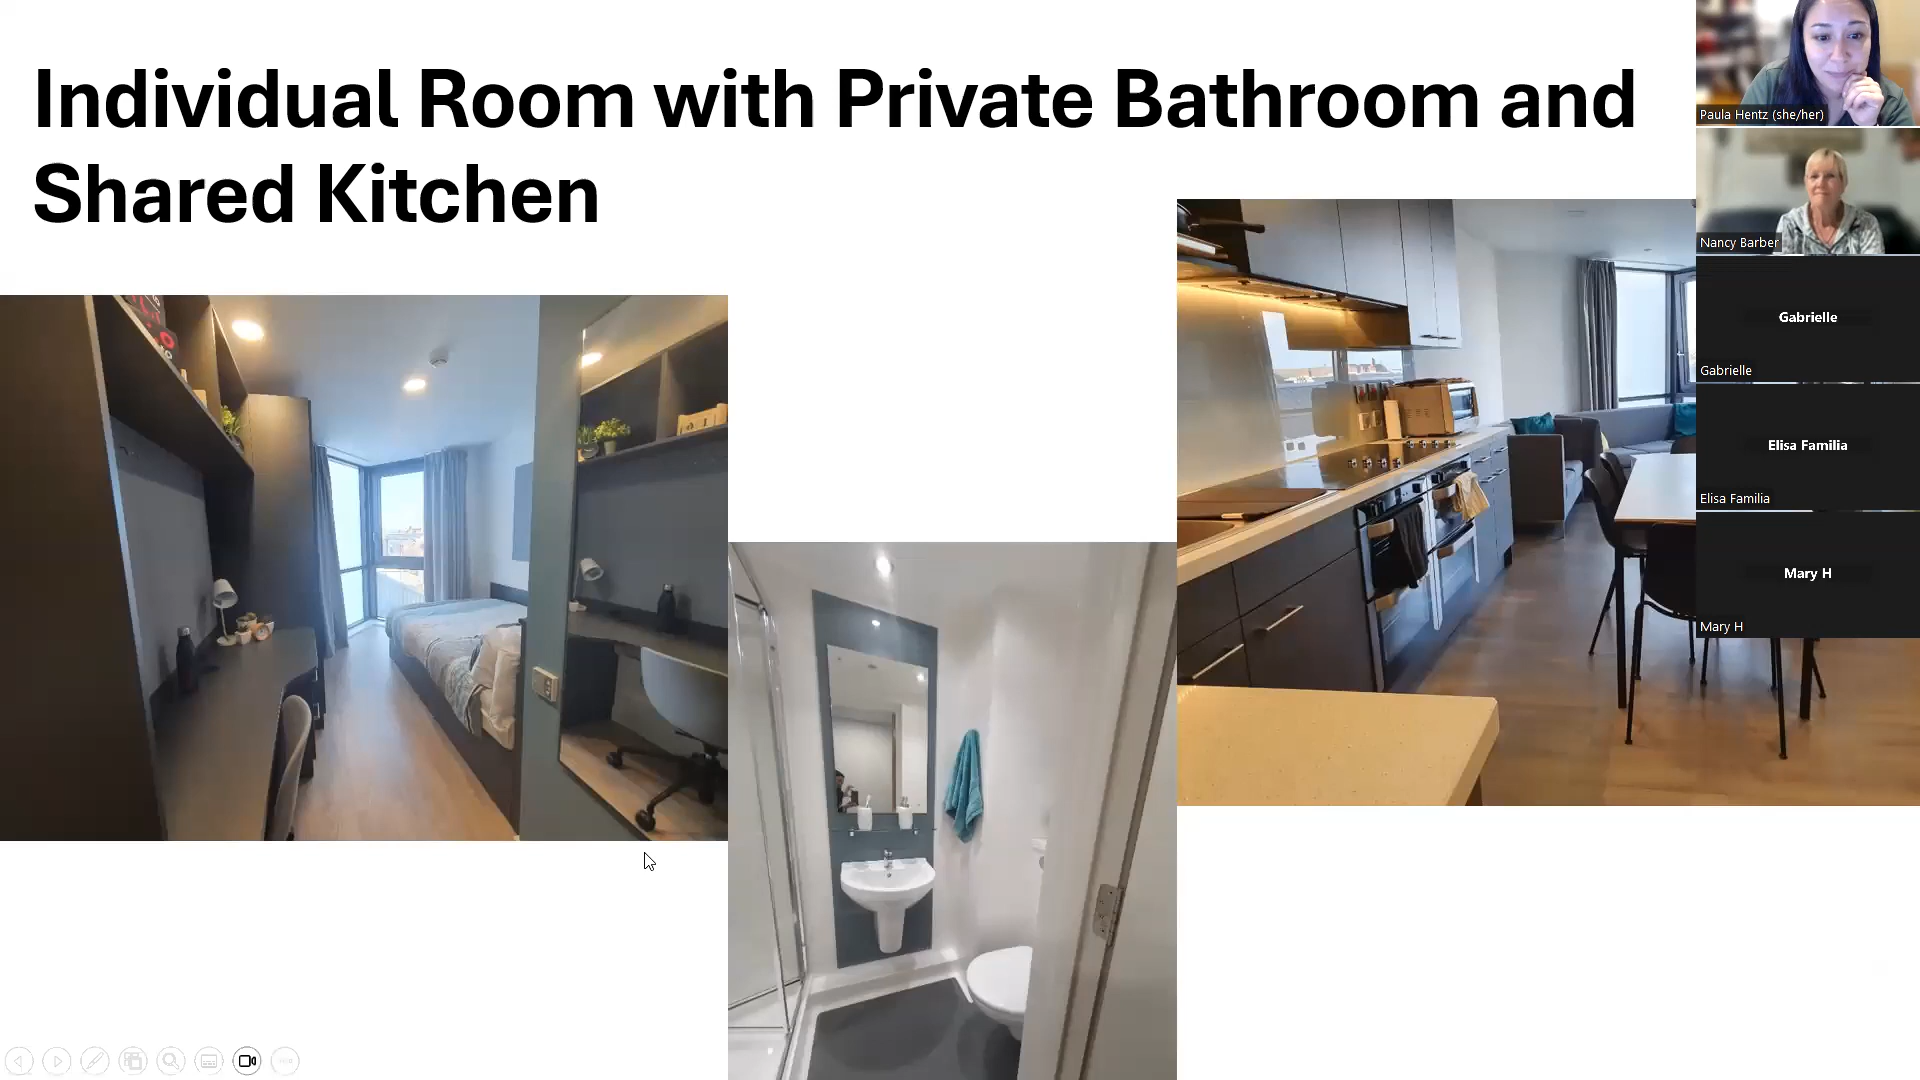 Individual Room with Private Bathroom and
Shared Kitchen
Paula Hentz (she/her)
Nancy Barber
Gabrielle
Gabrielle
Elisa Familia
Elisa Familia
Mary H
Mary H